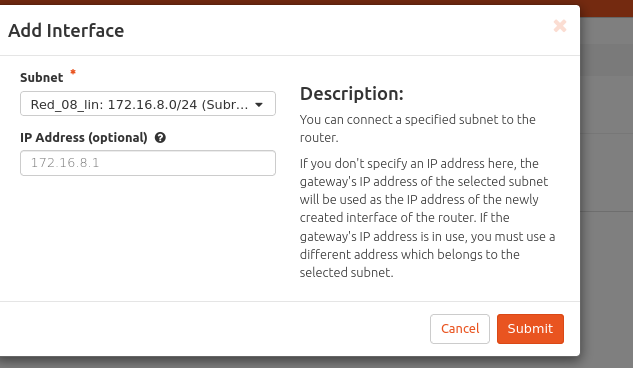 Add Interface
Subnet *
Red_08_lin: 172.16.8.0/24 (Subr...
IP Address (optional)
172.16.8.1
Description:
You can connect a specified subnet to the
router.
If you don't specify an IP address here, the
gateway's IP address of the selected subnet
will be used as the IP address of the newly
created interface of the router. If the
gateway's IP address is in use, you must use a
different address which belongs to the
selected subnet.
Cancel
Submit